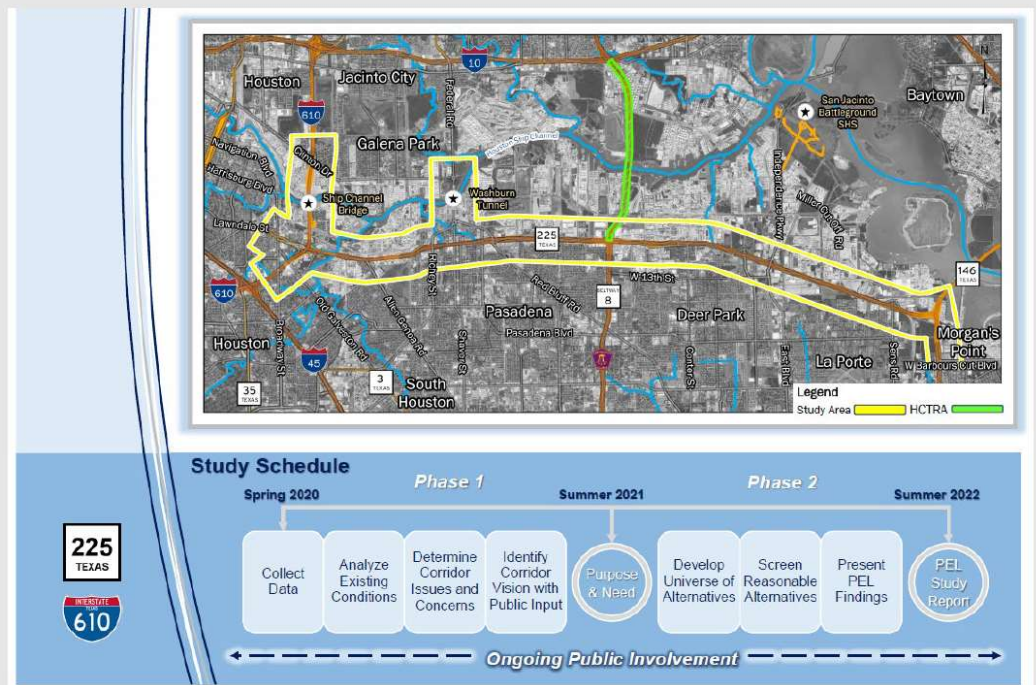 10
N
Houston
Jacinto City
Federal Rd
San Jacinto
Battleground
SHS
Baytown
610
Galena Park
Houston Ship Channel
Navigation Blvd
Clinton Dr
Harrisburg Blvd
Ship Channel
Bridge
Washburn
Tunnel
Independence Pkwy
Miller Cut Off Rd
Lawndale St
225
TEXAS
146
TEXAS
610
Richey St
W 13th St
Red Bluff Rd
BELTWAY
8
Old Galveston Rd
Allen Genoa Rd
Pasadena
Deer Park
Morgan's
Point
Houston
Broadway St
Shaver St
Pasadena Blvd
Center St
East Blvd
La Porte
Sens Rd
W Barbours Cut Blvd
45
35
TEXAS
3
TEXAS
South
Houston
Legend
Study Area
HCTRA
Study Schedule
Phase 1
Phase 2
Spring 2020
Summer 2021
Summer 2022
225
TEXAS
INTERSTATE
TEXAS
610
Collect
Data
Analyze
Existing
Conditions
Determine
Corridor
Issues and
Concerns
Identify
Corridor
Vision with
Public Input
Purpose
& Need
Develop
Universe of
Alternatives
Screen
Reasonable
Alternatives
Present
PEL
Findings
PEL
Study
Report
Ongoing Public Involvement